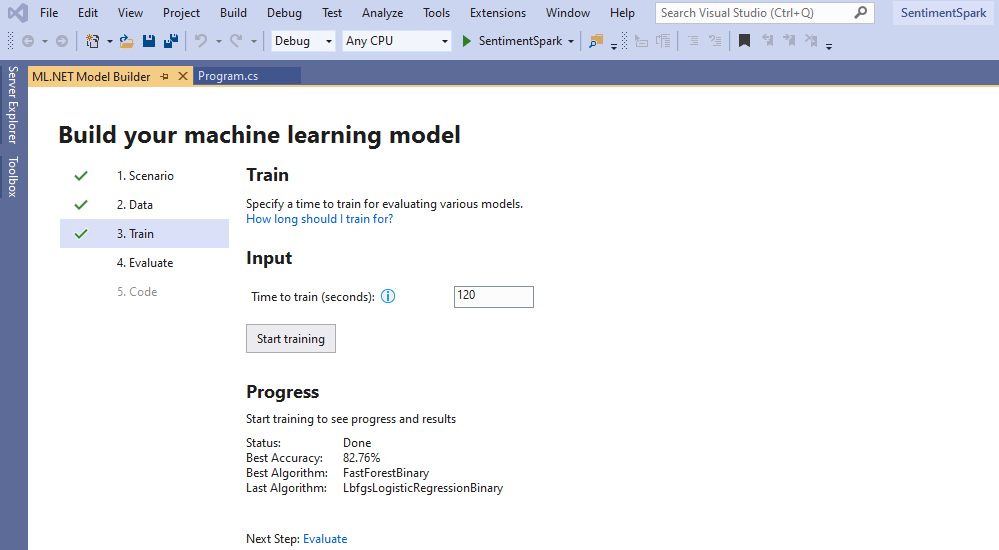 File Edit View Project Build Debug Test Analyze Tools Extensions Window Help Search Visual Studio (Ctrl+Q) SentimentSpark
Debug Any CPU SentimentSpark
ML.NET Model Builder Program.cs
Server Explorer
Toolbox
Build your machine learning model
1. Scenario
2. Data
3. Train
4. Evaluate
5. Code
Train
Specify a time to train for evaluating various models.
How long should I train for?
Input
Time to train (seconds): 120
Start training
Progress
Start training to see progress and results
Status: Done
Best Accuracy: 82.76%
Best Algorithm: FastForestBinary
Last Algorithm: LbfgsLogisticRegressionBinary
Next Step: Evaluate